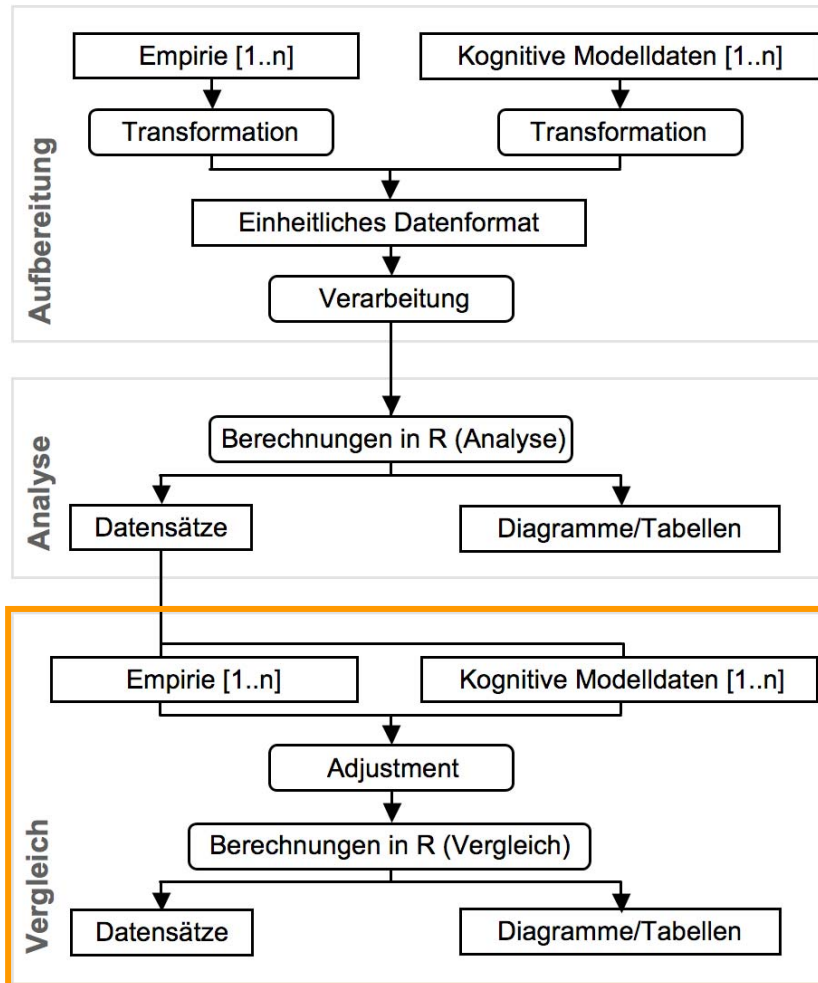 Aufbereitung
Empirie [1..n]
Kognitive Modelldaten [1..n]
Transformation
Transformation
Einheitliches Datenformat
Verarbeitung
Analyse
Berechnungen in R (Analyse)
Datensätze
Diagramme/Tabellen
Vergleich
Empirie [1..n]
Kognitive Modelldaten [1..n]
Adjustment
Berechnungen in R (Vergleich)
Datensätze
Diagramme/Tabellen